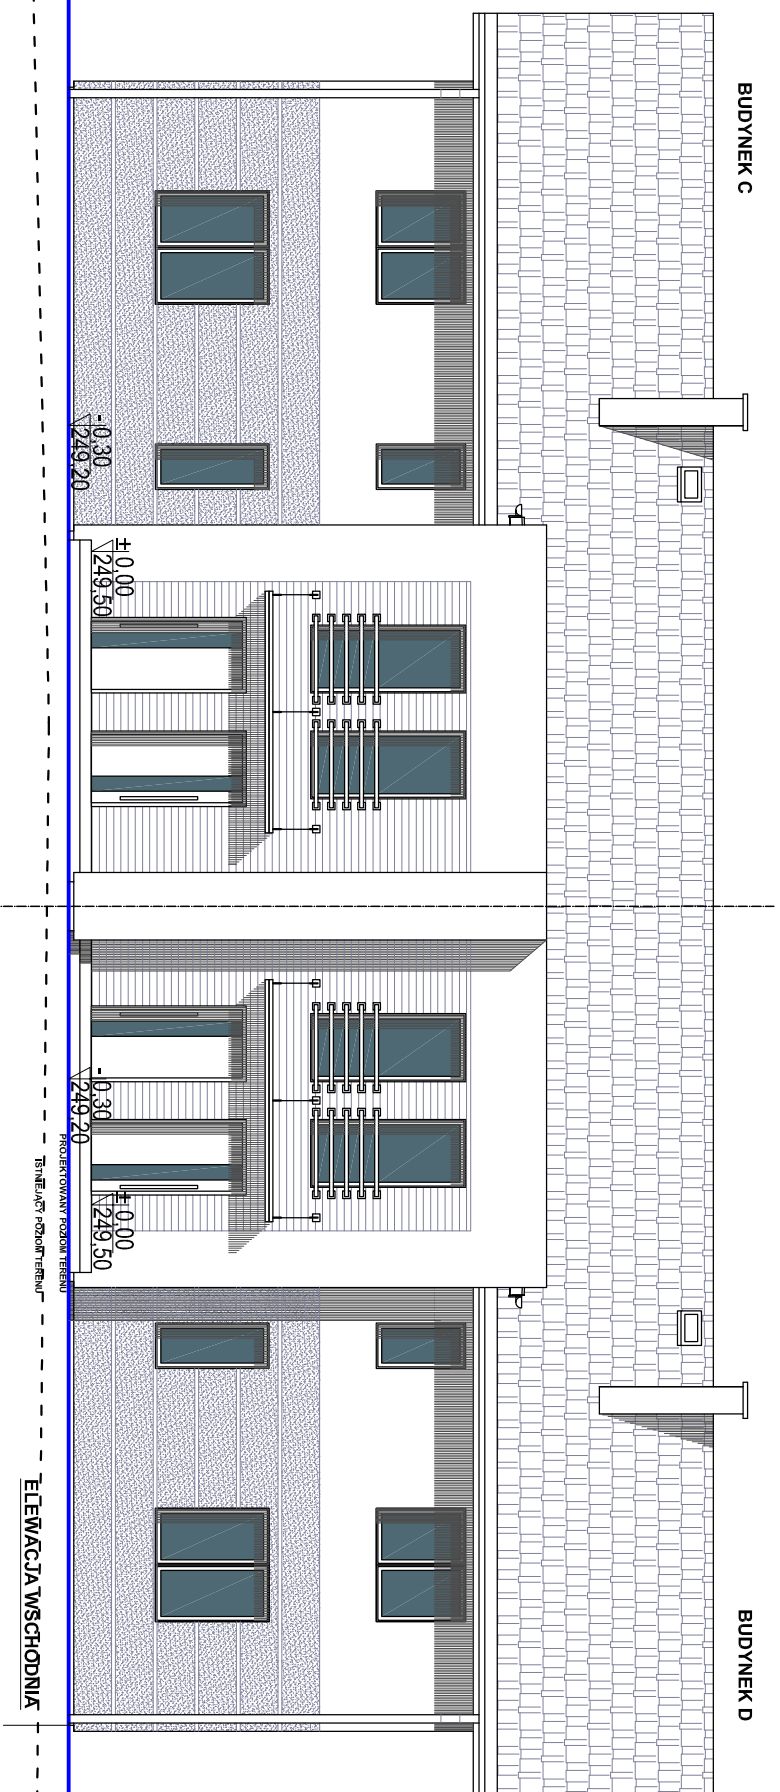 BUDYNEK C
BUDYNEK D
- 0,30
249,20
± 0,00
249,50
- 0,30
249,20
± 0,00
249,50
PROJEKTOWANY POZIOM TERENU
ISTNIEJĄCY POZIOM TERENU
ELEWACJA WSCHODNIA